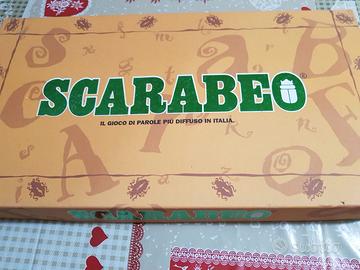 SCARABEO®
IL GIOCO DI PAROLE PIÙ DIFFUSO IN ITALIA.
SCARABEO